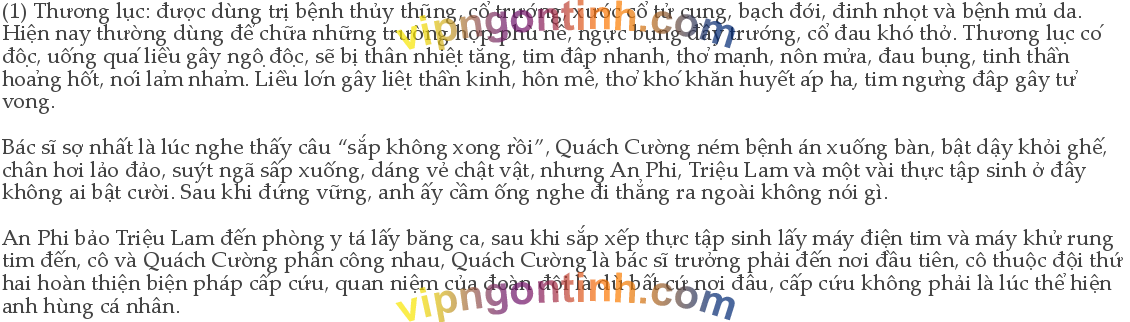 (1) Thương lục: được dùng trị bệnh thủy thũng, cổ trướng, xước cổ tử cung, bạch đới, đinh nhọt và bệnh mủ da.
Hiện nay thường dùng để chữa những trường hợp phù nề, ngực bụng đầy trướng, cổ đau khó thở. Thương lục có
độc, uống quá liều gây ngộ độc, sẽ bị thân nhiệt tăng, tim đập nhanh, thở mạnh, nôn mửa, đau bụng, tinh thần
hoảng hốt, nói lảm nhảm. Liều lớn gây liệt thần kinh, hôn mê, thở khó khăn huyết áp hạ, tim ngừng đập gây tử
vong.
vipngontinh.com
Bác sĩ sợ nhất là lúc nghe thấy câu “sắp không xong rồi”, Quách Cường ném bệnh án xuống bàn, bật dậy khỏi ghế,
chân hơi lảo đảo, suýt ngã sấp xuống, dáng vẻ chật vật, nhưng An Phi, Triệu Lam và một vài thực tập sinh ở đấy
không ai bật cười. Sau khi đứng vững, anh ấy cầm ống nghe đi thẳng ra ngoài không nói gì.
An Phi bảo Triệu Lam đến phòng y tá lấy băng ca, sau khi sắp xếp thực tập sinh lấy máy điện tim và máy khử rung
tim đến, cô và Quách Cường phân công nhau, Quách Cường là bác sĩ trưởng phải đến nơi đầu tiên, cô thuộc đội thứ
hai hoàn thiện biện pháp cấp cứu, quan niệm của đoàn đội là dù bất cứ nơi đâu, cấp cứu không phải là lúc thể hiện
anh hùng cá nhân.
vipngontinh.com